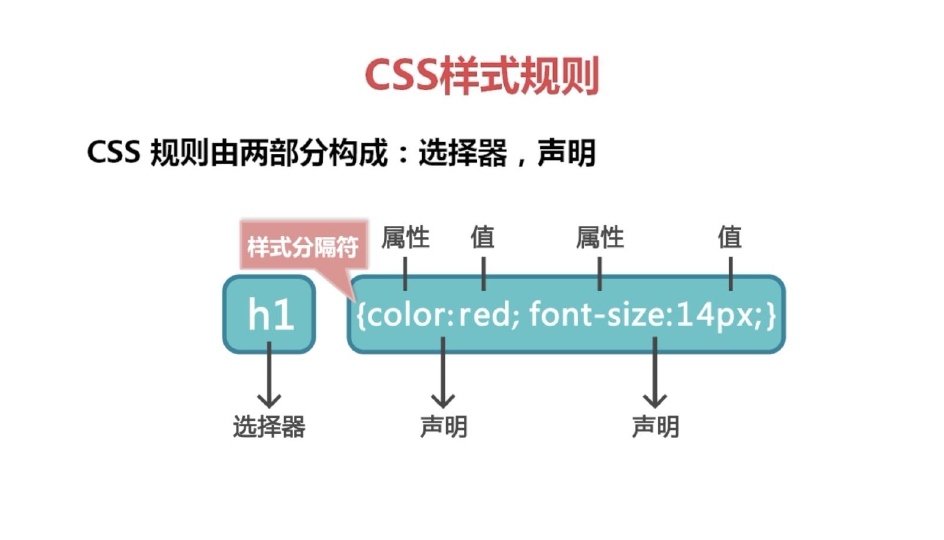 CSS样式规则
CSS 规则由两部分构成：选择器，声明
样式分隔符 属性 值 属性 值
h1 {color:red; font-size:14px;}
选择器 声明 声明